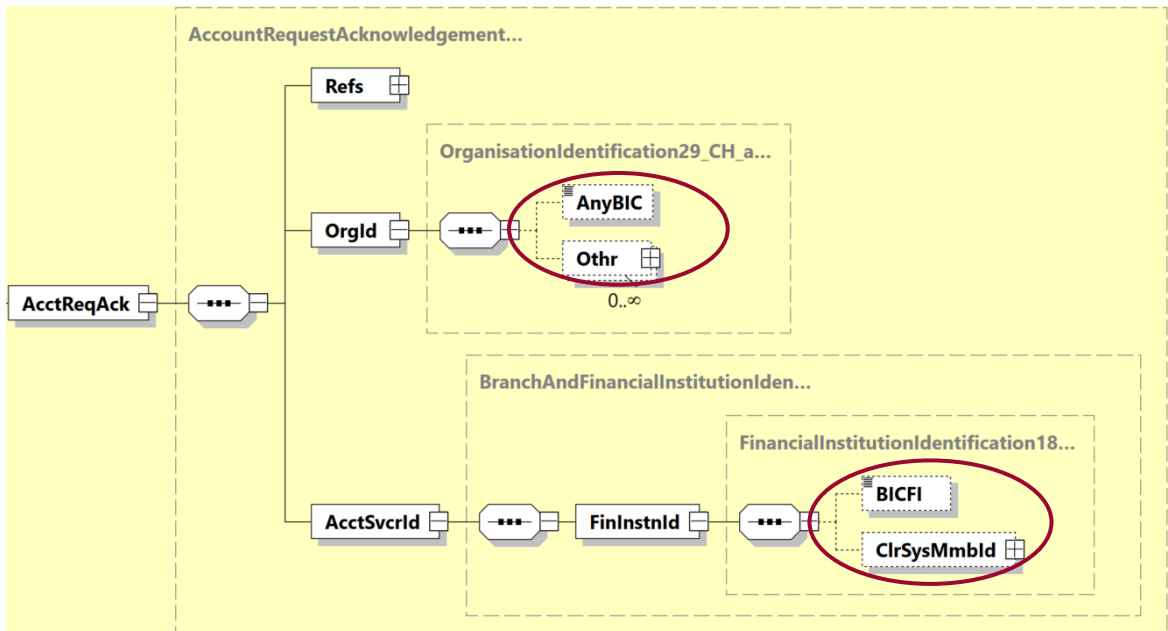 AccountRequestAcknowledgement...
Refs
OrganisationIdentification29_CH_a...
AnyBIC
OrgId
Othr
0..∞
AcctReqAck
BranchAndFinancialInstitutionIden...
FinancialInstitutionIdentification18...
BICFI
AcctSvcrId
FinInstnId
ClrSysMmbId